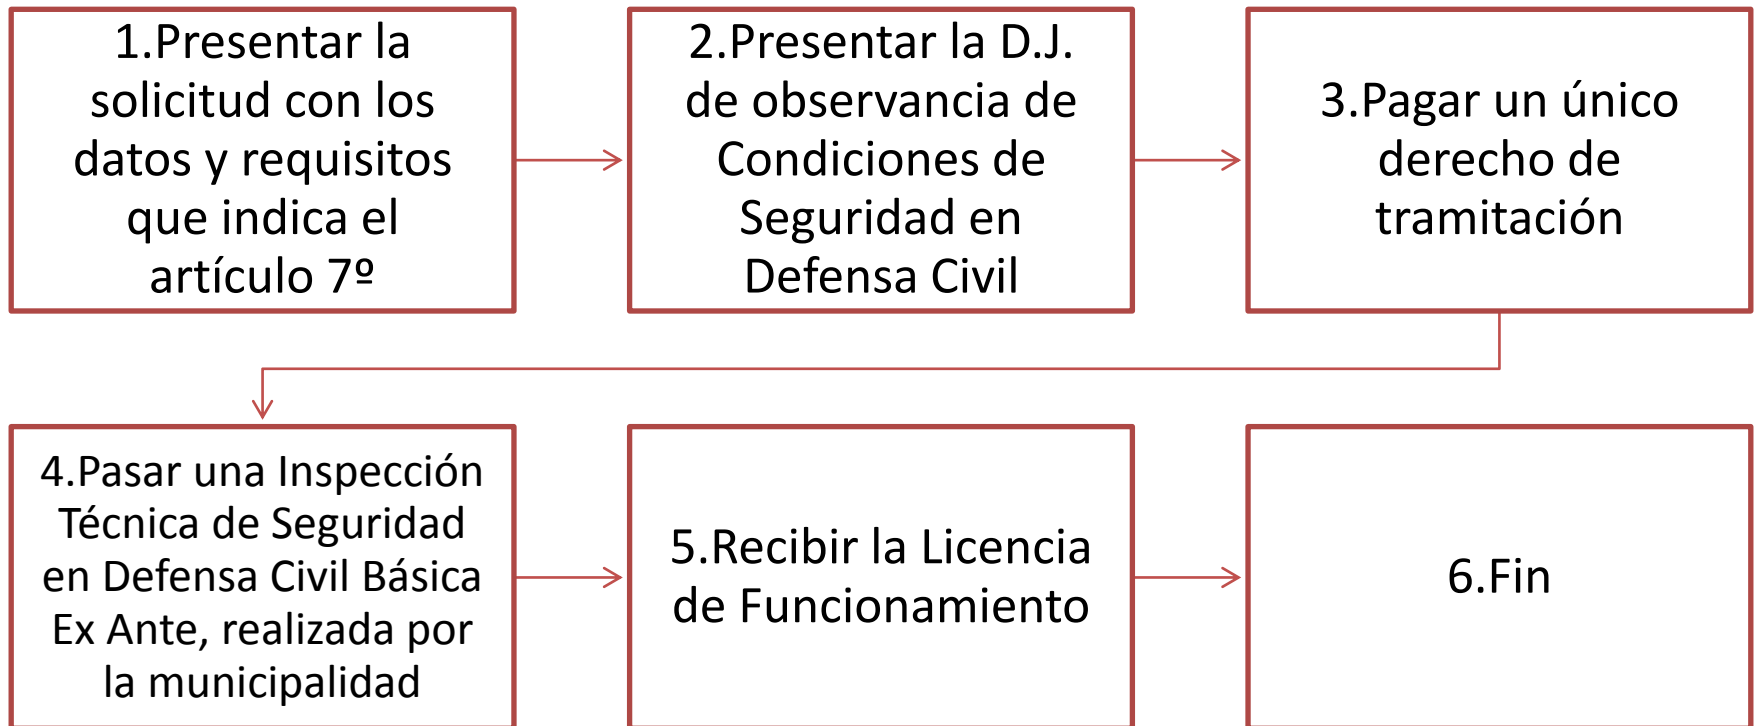 1.Presentar la
solicitud con los
datos y requisitos
que indica el
artículo 7º
2.Presentar la D.J.
de observancia de
Condiciones de
Seguridad en
Defensa Civil
3.Pagar un único
derecho de
tramitación
4.Pasar una Inspección
Técnica de Seguridad
en Defensa Civil Básica
Ex Ante, realizada por
la municipalidad
5.Recibir la Licencia
de Funcionamiento
6.Fin